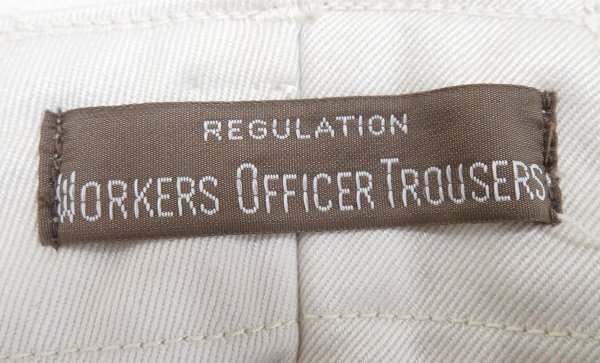 REGULATION
WORKERS OFFICER TROUSERS